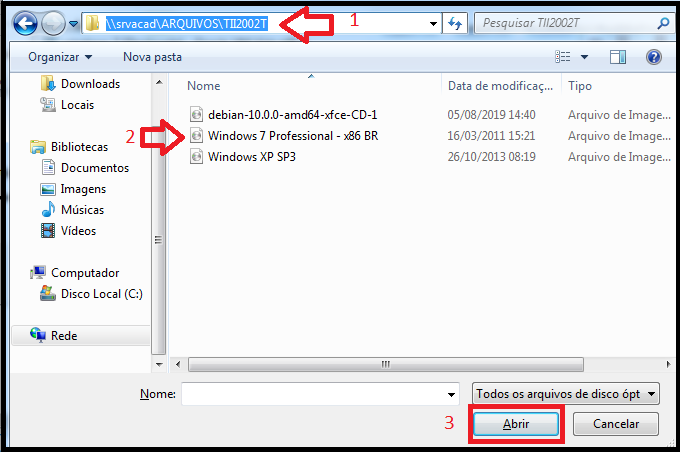 \\srvacad\ARQUIVOS\TII2002T
1
Pesquisar TII2002T
Organizar
Nova pasta
Downloads
Locais
Bibliotecas
Documentos
Imagens
Músicas
Vídeos
Computador
Disco Local (C:)
Rede
Nome Data de modificaç... Tipo
debian-10.0.0-amd64-xfce-CD-1 05/08/2019 14:40 Arquivo de Image...
2
Windows 7 Professional - x86 BR 16/03/2011 15:21 Arquivo de Image...
Windows XP SP3 26/10/2013 08:19 Arquivo de Image...
Nome:
Todos os arquivos de disco ópt
3
Abrir
Cancelar